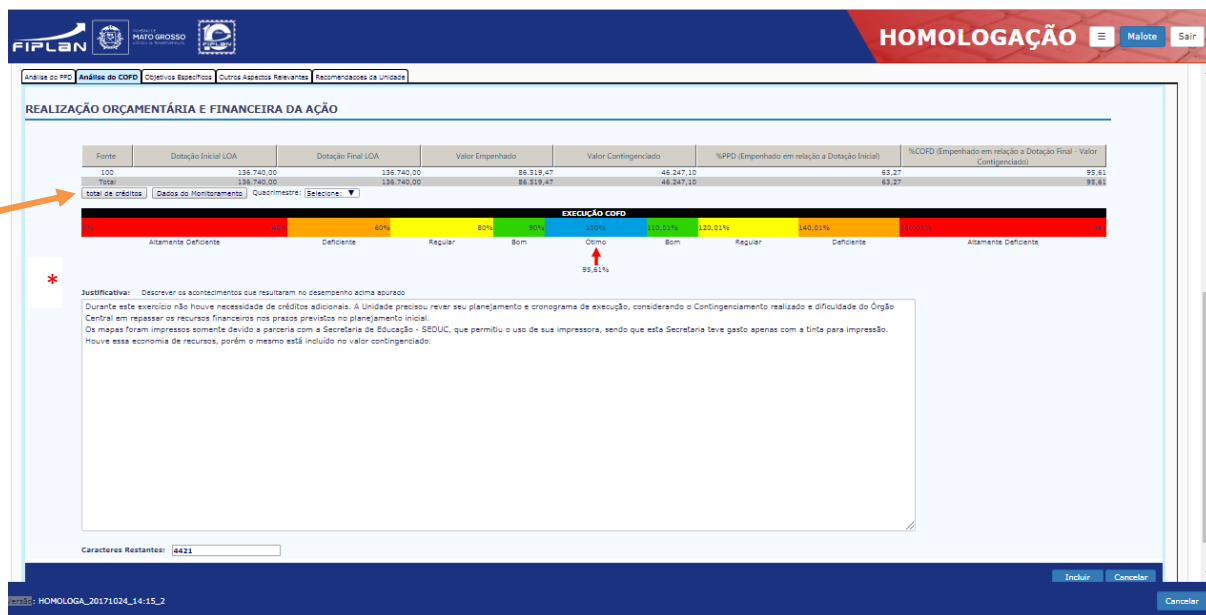 FIPLAN
MATO GROSSO
HOMOLOGAÇÃO
☰
Malote
Sair
Análise do PPD
Análise do COFD
Objetivos Específicos
Outros Aspectos Relevantes
Recomendacoes da Unidade
REALIZAÇÃO ORÇAMENTÁRIA E FINANCEIRA DA AÇÃO
Fonte Dotação Inicial LOA Dotação Final LOA Valor Empenhado Valor Contingenciado %PPD (Empenhado em relação a Dotação Inicial) %COFD (Empenhado em relação a Dotação Final - Valor
Contigenciado)
100 136.740,00 136.740,00 86.519,47 46.247,10 63,27 95,61
Total 136.740,00 136.740,00 86.519,47 46.247,10 63,27 95,61
total de créditos Dados do Monitoramento Quadrimestre: Selecione: ▼
EXECUÇÃO COFD
0% 40% 60% 80% 90% 100% 110,01% 120,01% 140,01%
Altamente Deficiente Deficiente Regular Bom Ótimo Bom Regular Deficiente Altamente Deficiente
95,61%
*
Justificativa: Descrever os acontecimentos que resultaram no desempenho acima apurado
Durante este exercício não houve necessidade de créditos adicionais. A Unidade precisou rever seu planejamento e cronograma de execução, considerando o Contingenciamento realizado e dificuldade do Órgão
Central em repassar os recursos financeiros nos prazos previstos no planejamento inicial.
Os mapas foram impressos somente devido a parceria com a Secretaria de Educação - SEDUC, que permitiu o uso de sua impressora, sendo que esta Secretaria teve gasto apenas com a tinta para impressão.
Houve essa economia de recursos, porém o mesmo está incluído no valor contingenciado.
Caracteres Restantes: 4421
Incluir Cancelar
Versão: HOMOLOGA_20171024_14:15_2
Cancelar